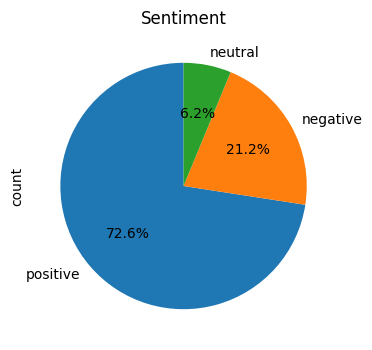 Sentiment
neutral
6.2%
negative
21.2%
count
72.6%
positive